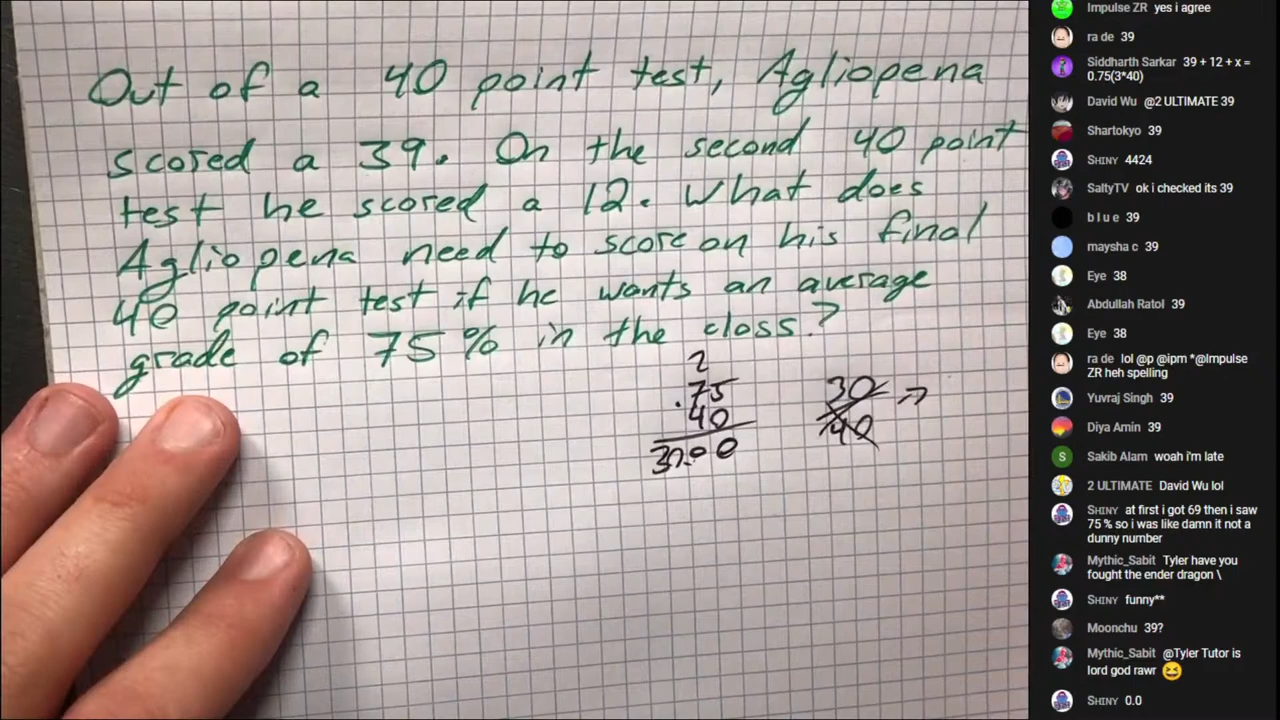 Out of a 40 point test, Agliopena
scored a 39. On the second 40 point
test he scored a 12. What does
Agliopena need to score on his final
40 point test if he wants an average
grade of 75% in the class?
2
.75
40
30.00
30
40
Impulse ZR yes i agree
ra de 39
Siddharth Sarkar 39 + 12 + x =
0.75(3*40)
David Wu @2 ULTIMATE 39
Shartokyo 39
SHINY 4424
SaltyTV ok i checked its 39
b l u e 39
maysha c 39
Eye 38
Abdullah Ratol 39
Eye 38
ra de lol @p @ipm *@Impulse
ZR heh spelling
Yuvraj Singh 39
Diya Amin 39
S
Sakib Alam woah i'm late
2 ULTIMATE David Wu lol
SHINY at first i got 69 then i saw
75 % so i was like damn it not a
dunny number
Mythic_Sabit Tyler have you
fought the ender dragon \
SHINY funny**
Moonchu 39?
Mythic_Sabit @Tyler Tutor is
lord god rawr 😆
SHINY 0.0